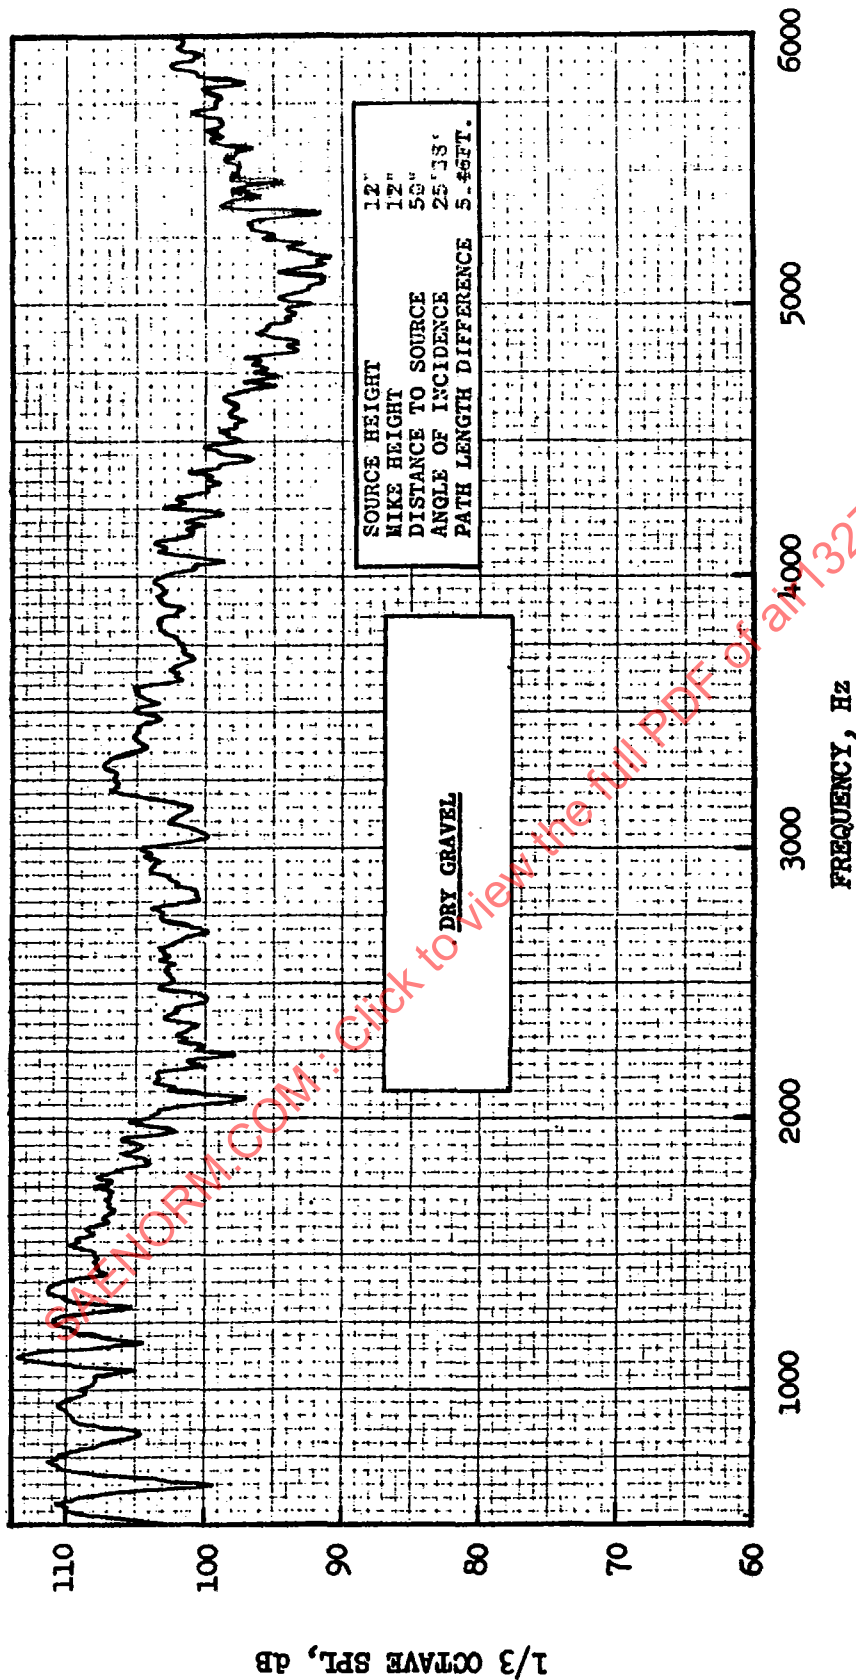 1/3 OCTAVE SPL, dB
110
100
90
80
70
60
1000
2000
3000
4000
5000
6000
FREQUENCY, Hz
DRY GRAVEL
SOURCE HEIGHT 12"
MIKE HEIGHT 12"
DISTANCE TO SOURCE
ANGLE OF INCIDENCE
PATH LENGTH DIFFERENCE
SAENORM.COM : Click to view the full PDF of air1327